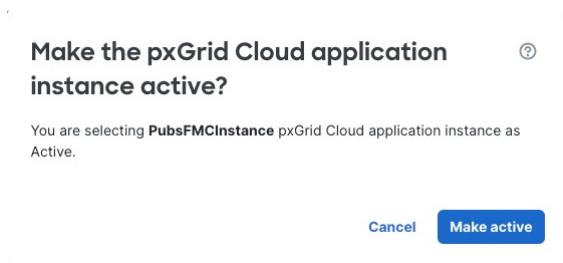 Make the pxGrid Cloud application
instance active?
You are selecting PubsFMCInstance pxGrid Cloud application instance as
Active.
Cancel
Make active